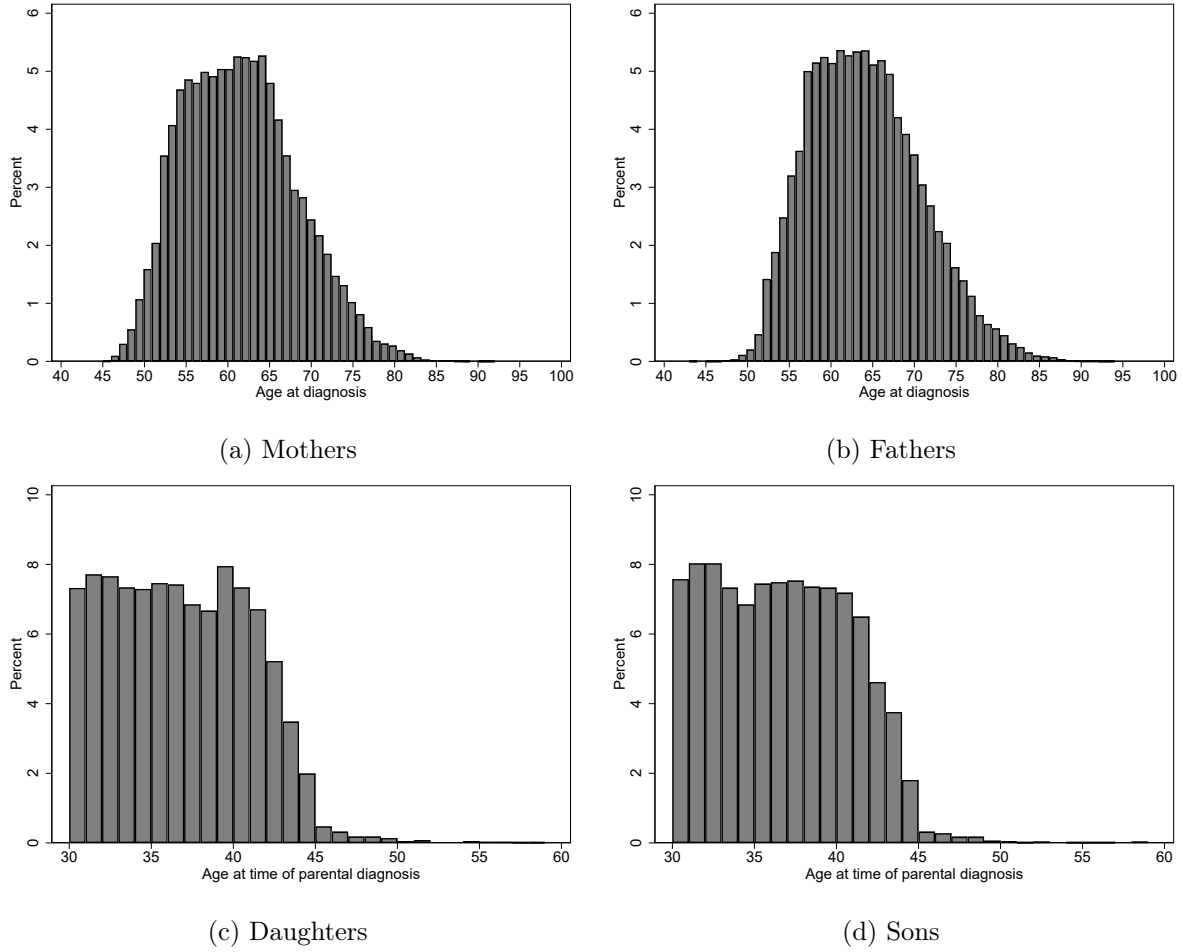 0 1 2 3 4 5 6
Percent
40 45 50 55 60 65 70 75 80 85 90 95 100
Age at diagnosis
(a) Mothers
0 1 2 3 4 5 6
Percent
40 45 50 55 60 65 70 75 80 85 90 95 100
Age at diagnosis
(b) Fathers
0 2 4 6 8 10
Percent
30 35 40 45 50 55 60
Age at time of parental diagnosis
(c) Daughters
0 2 4 6 8 10
Percent
30 35 40 45 50 55 60
Age at time of parental diagnosis
(d) Sons